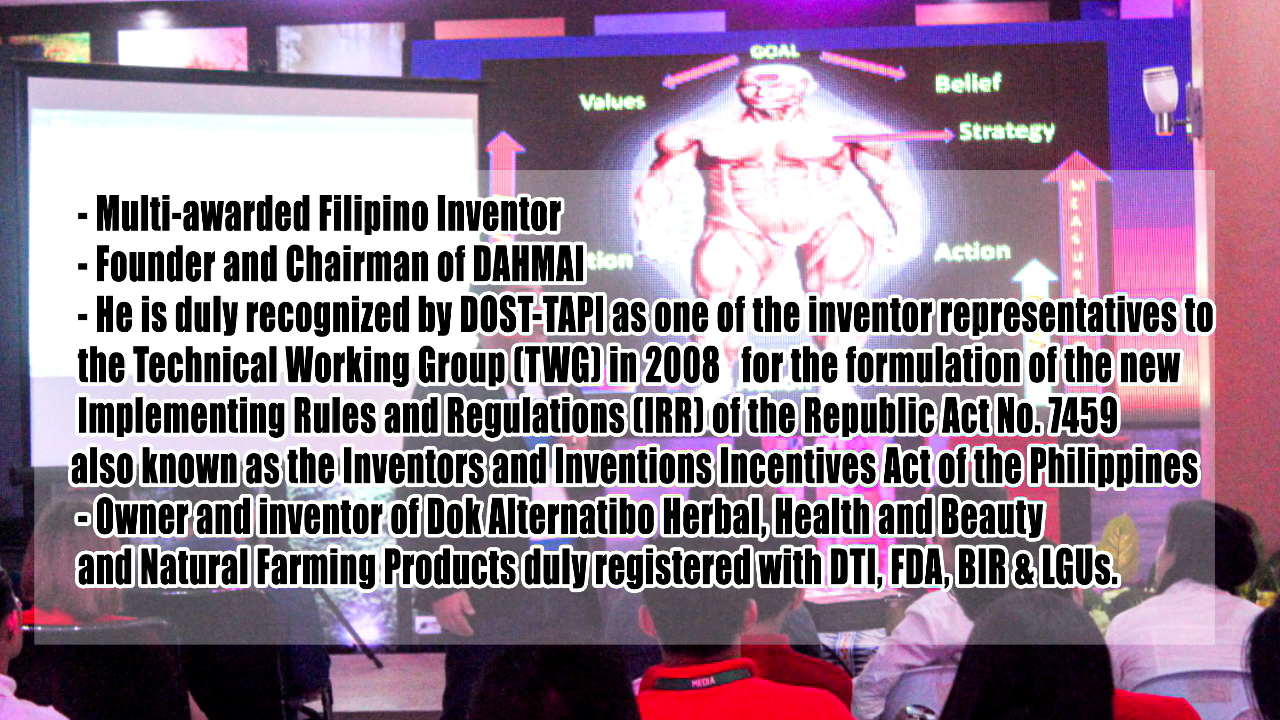 GOAL
Values
Belief
Strategy
Action
- Multi-awarded Filipino Inventor
- Founder and Chairman of DAHMAI
- He is duly recognized by DOST-TAPI as one of the inventor representatives to
the Technical Working Group (TWG) in 2008 for the formulation of the new
Implementing Rules and Regulations (IRR) of the Republic Act No. 7459
also known as the Inventors and Inventions Incentives Act of the Philippines
- Owner and inventor of Dok Alternatibo Herbal, Health and Beauty
and Natural Farming Products duly registered with DTI, FDA, BIR & LGUs.
MEDIA